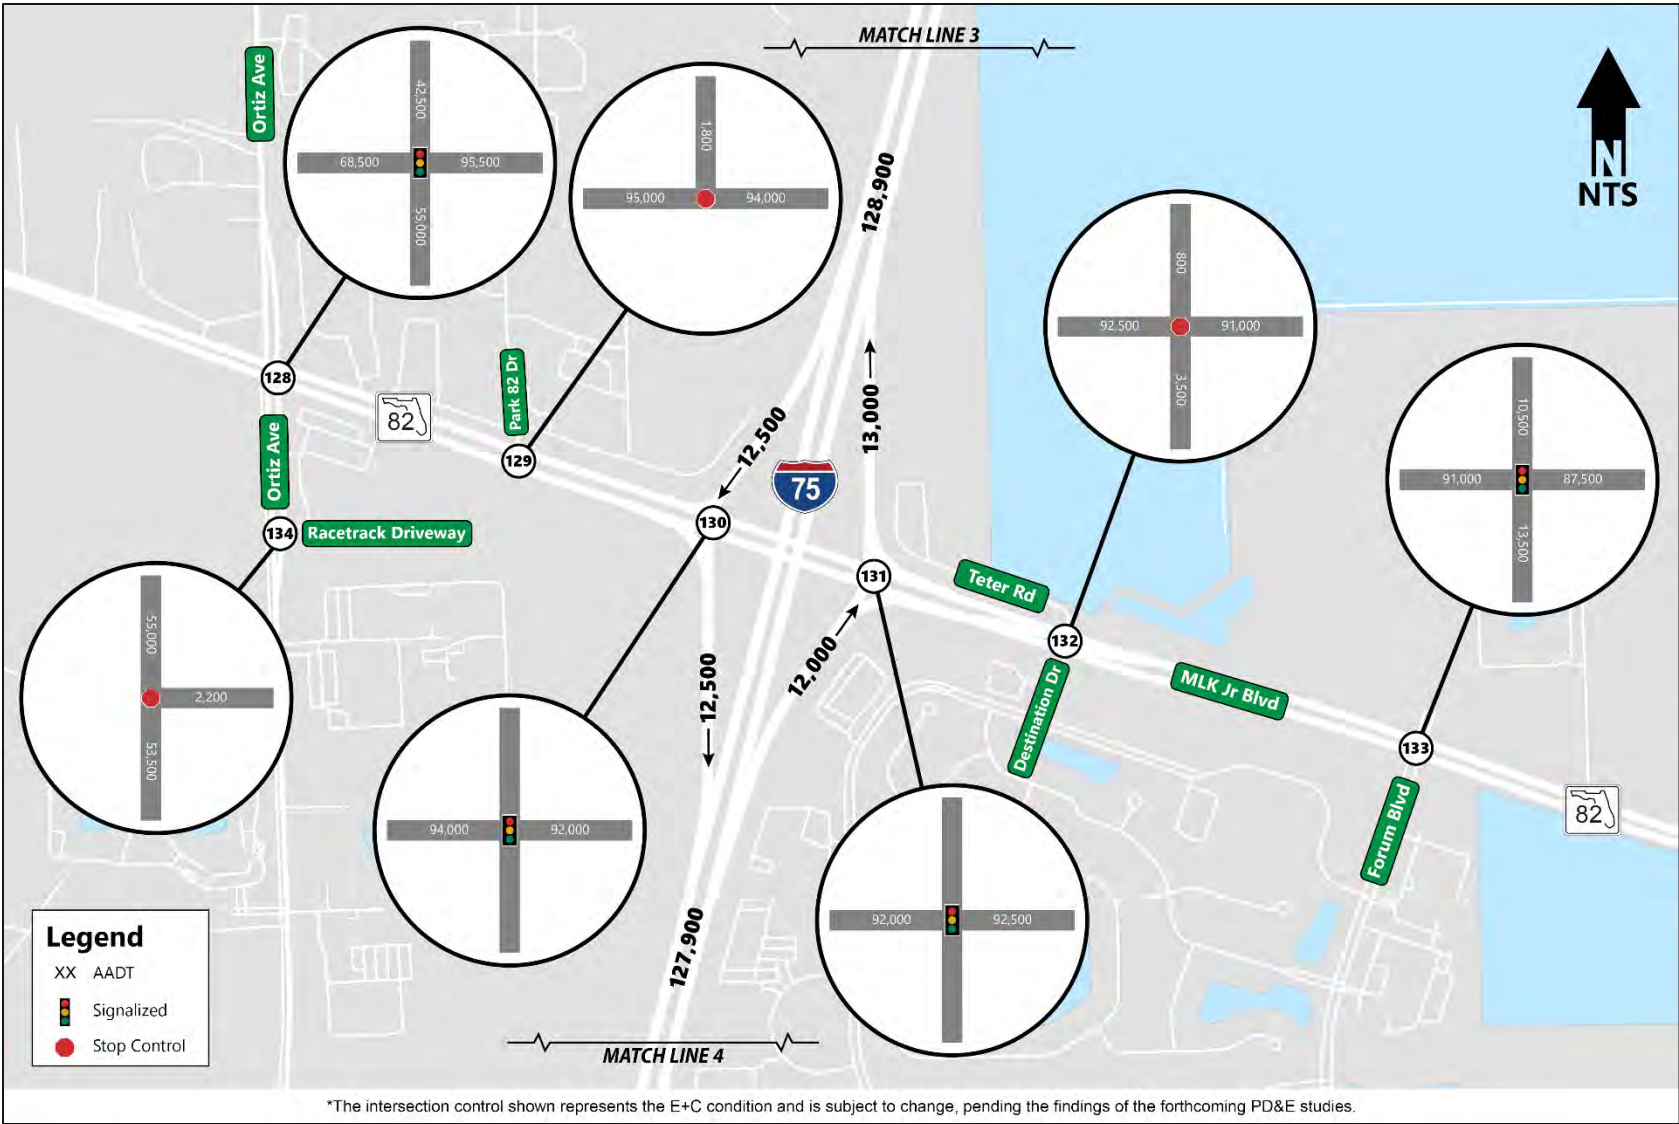 MATCH LINE 3
N
NTS
Ortiz Ave
42,500
68,500
95,500
55,000
1,800
95,000
94,000
128,900
800
92,500
91,000
3,500
10,500
91,000
87,500
13,500
128
82
Park 82 Dr
129
12,500
13,000
75
130
Ortiz Ave
134
Racetrack Driveway
131
Teter Rd
132
12,000
12,500
Destination Dr
MLK Jr Blvd
133
55,000
2,200
53,500
Forum Blvd
82
94,000
92,000
92,000
92,500
127,900
Legend
XX AADT
Signalized
Stop Control
MATCH LINE 4
*The intersection control shown represents the E+C condition and is subject to change, pending the findings of the forthcoming PD&E studies.